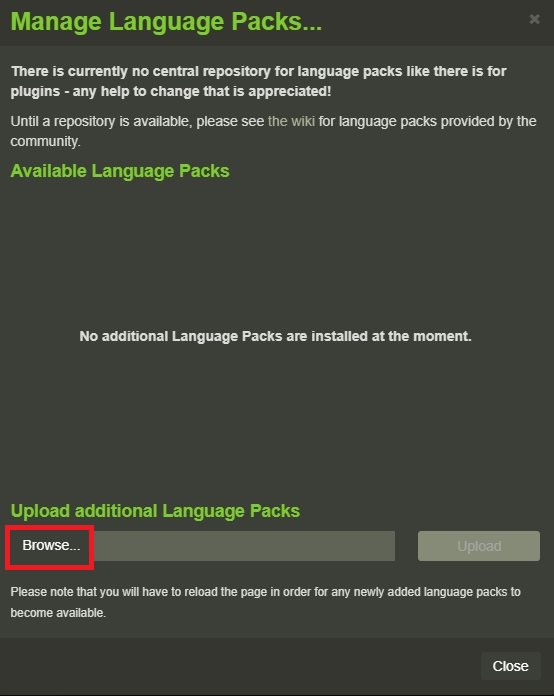 Manage Language Packs...
There is currently no central repository for language packs like there is for
plugins - any help to change that is appreciated!
Until a repository is available, please see the wiki for language packs provided by the
community.
Available Language Packs
No additional Language Packs are installed at the moment.
Upload additional Language Packs
Browse...
Upload
Please note that you will have to reload the page in order for any newly added language packs to
become available.
Close